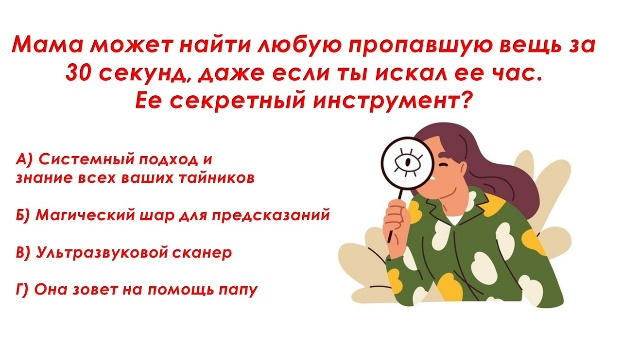 Мама может найти любую пропавшую вещь за
30 секунд, даже если ты искал ее час.
Ее секретный инструмент?
А) Системный подход и
знание всех ваших тайников
Б) Магический шар для предсказаний
В) Ультразвуковой сканер
Г) Она зовет на помощь папу